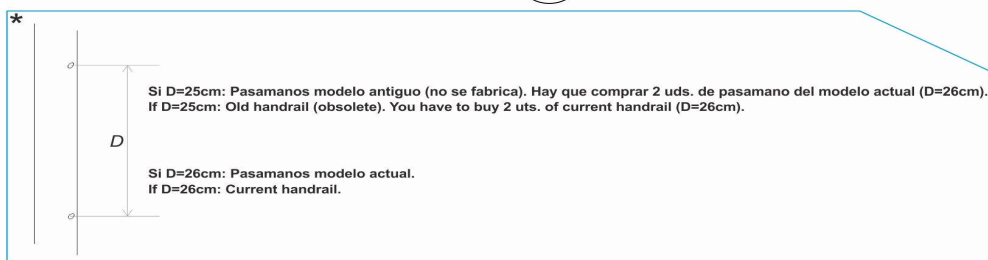 *
Si D=25cm: Pasamanos modelo antiguo (no se fabrica). Hay que comprar 2 uds. de pasamano del modelo actual (D=26cm).
If D=25cm: Old handrail (obsolete). You have to buy 2 uts. of current handrail (D=26cm).
D
Si D=26cm: Pasamanos modelo actual.
If D=26cm: Current handrail.